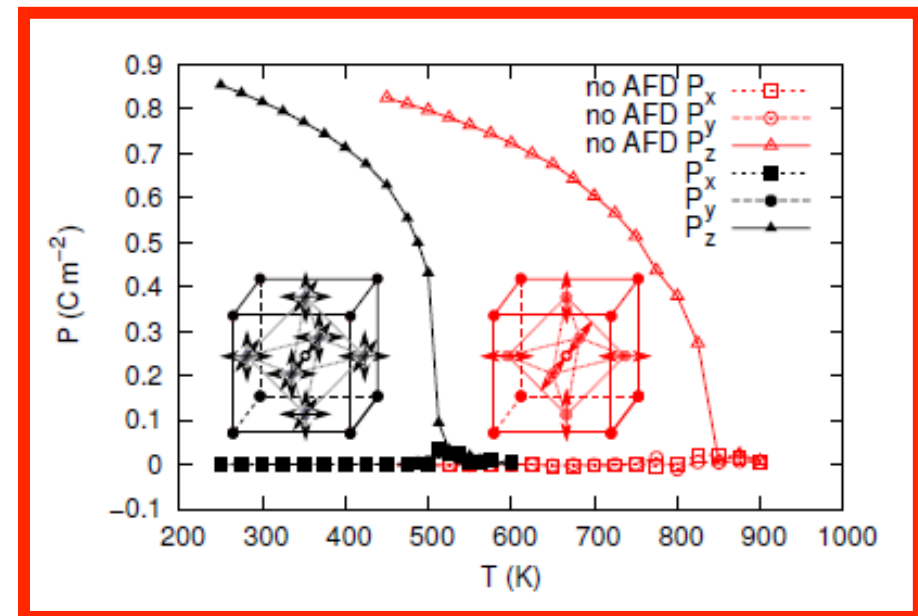 0.9
0.8
0.7
0.6
0.5
0.4
0.3
0.2
0.1
0
−0.1
P (C m⁻²)
no AFD Pₓ
no AFD Pᵧ
no AFD P_z
Pₓ
Pᵧ
P_z
200 300 400 500 600 700 800 900 1000
T (K)